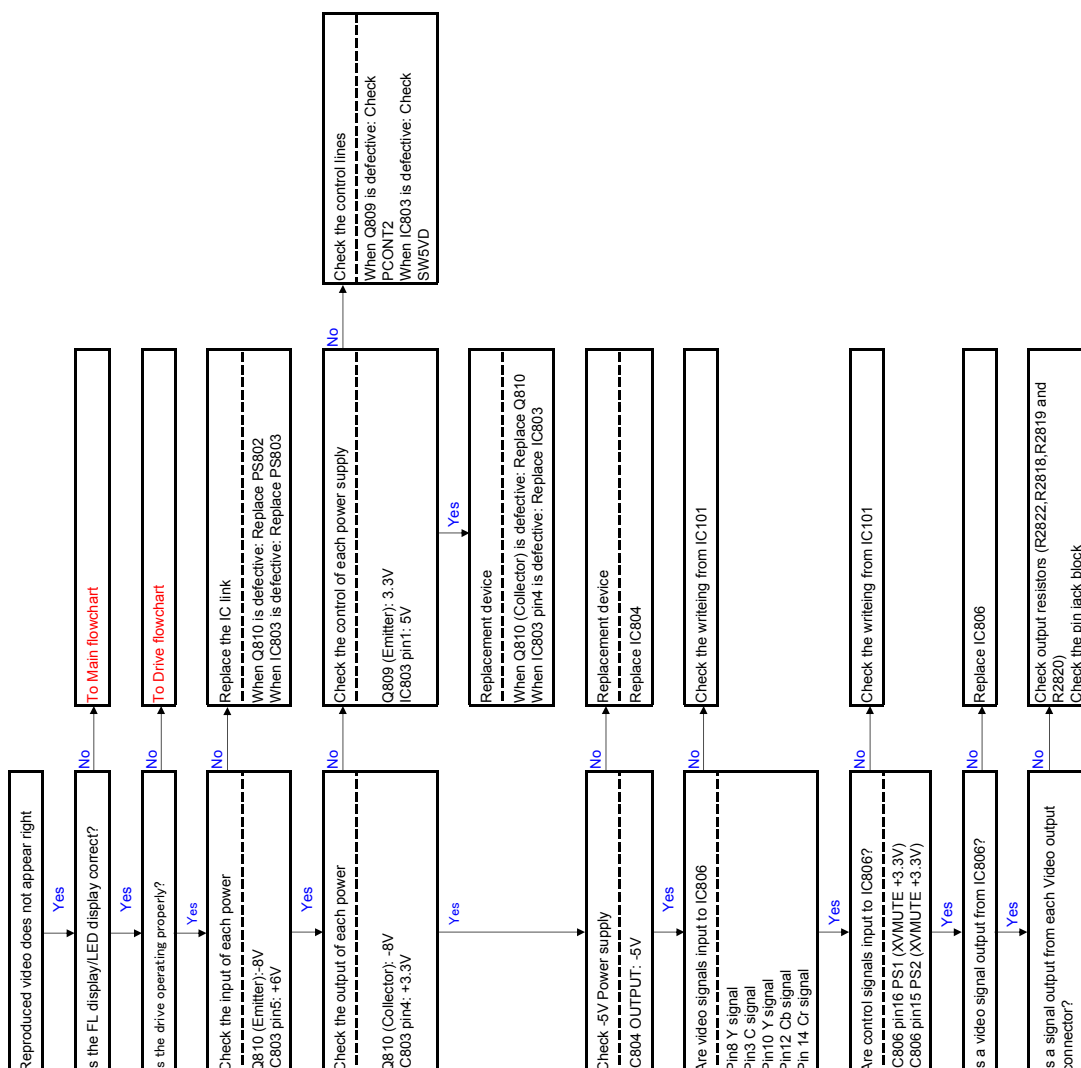 Reproduced video does not appear right
Yes
s the FL display/LED display correct?
No
To Main flowchart
Yes
s the drive operating properly?
No
To Drive flowchart
Yes
Check the input of each power
Q810 (Emitter):-8V
C803 pin5: +6V
No
Replace the IC link
When Q810 is defective: Replace PS802
When IC803 is defective: Replace PS803
Yes
Check the output of each power
Q810 (Collector): -8V
C803 pin4: +3.3V
No
Check the control of each power supply
Q809 (Emitter): 3.3V
IC803 pin1: 5V
No
Check the control lines
When Q809 is defective: Check
PCONT2
When IC803 is defective: Check
SW5VD
Yes
Replacement device
When Q810 (Collector) is defective: Replace Q810
When IC803 pin4 is defective: Replace IC803
Yes
Check -5V Power supply
C804 OUTPUT: -5V
No
Replacement device
Replace IC804
Yes
Are video signals input to IC806
Pin8 Y signal
Pin3 C signal
Pin10 Y signal
Pin12 Cb signal
Pin 14 Cr signal
No
Check the writeing from IC101
Yes
Are control signals input to IC806?
C806 pin16 PS1 (XVMUTE +3.3V)
C806 pin15 PS2 (XVMUTE +3.3V)
No
Check the writeing from IC101
Yes
s a video signal output from IC806?
No
Replace IC806
Yes
s a signal output from each Video output
connector?
No
Check output resistors (R2822,R2818,R2819 and
R2820)
Check the pin jack block